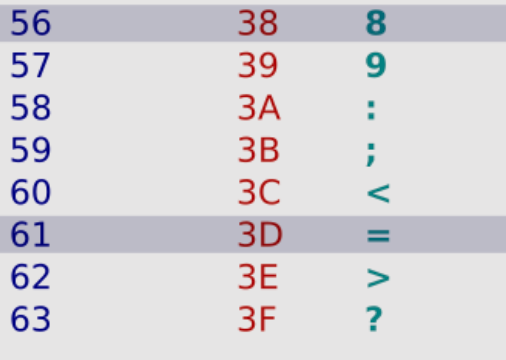 56 38 8
57 39 9
58 3A :
59 3B ;
60 3C <
61 3D =
62 3E >
63 3F ?